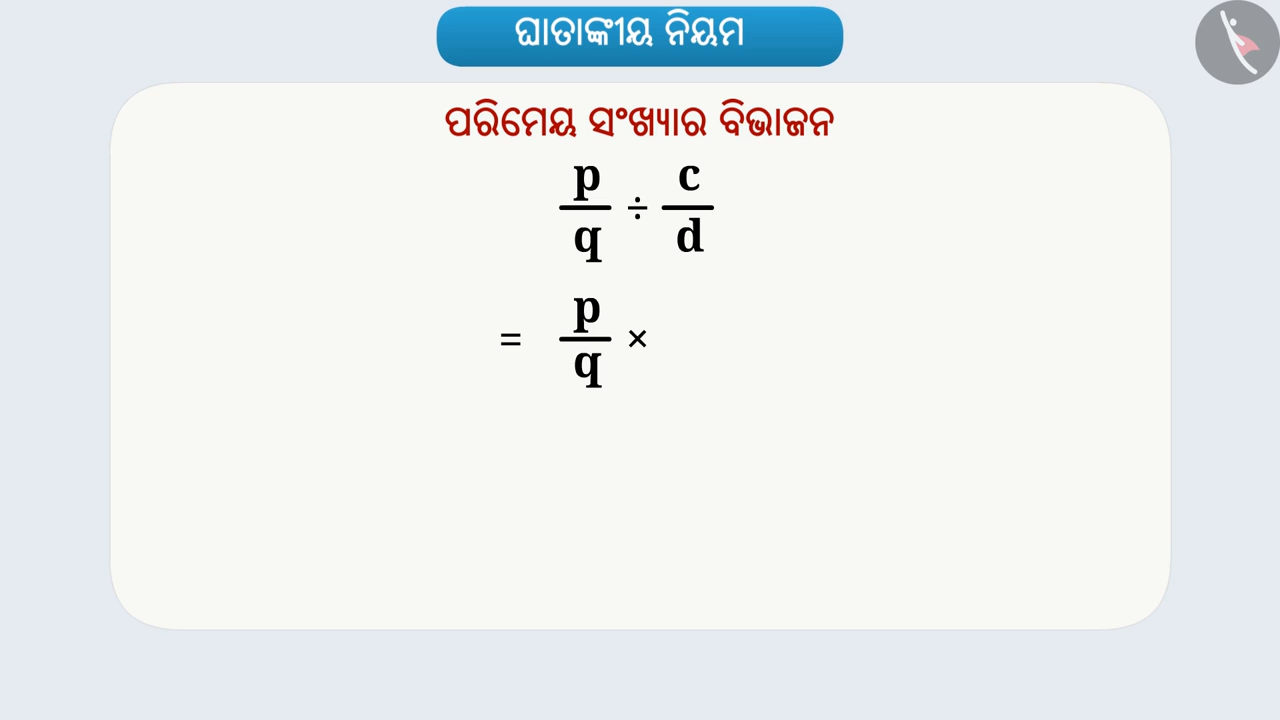 ଘାତାଙ୍କୀୟ ନିୟମ
ପରିମେୟ ସଂଖ୍ୟାର ବିଭାଜନ
p/q ÷ c/d
= p/q ×